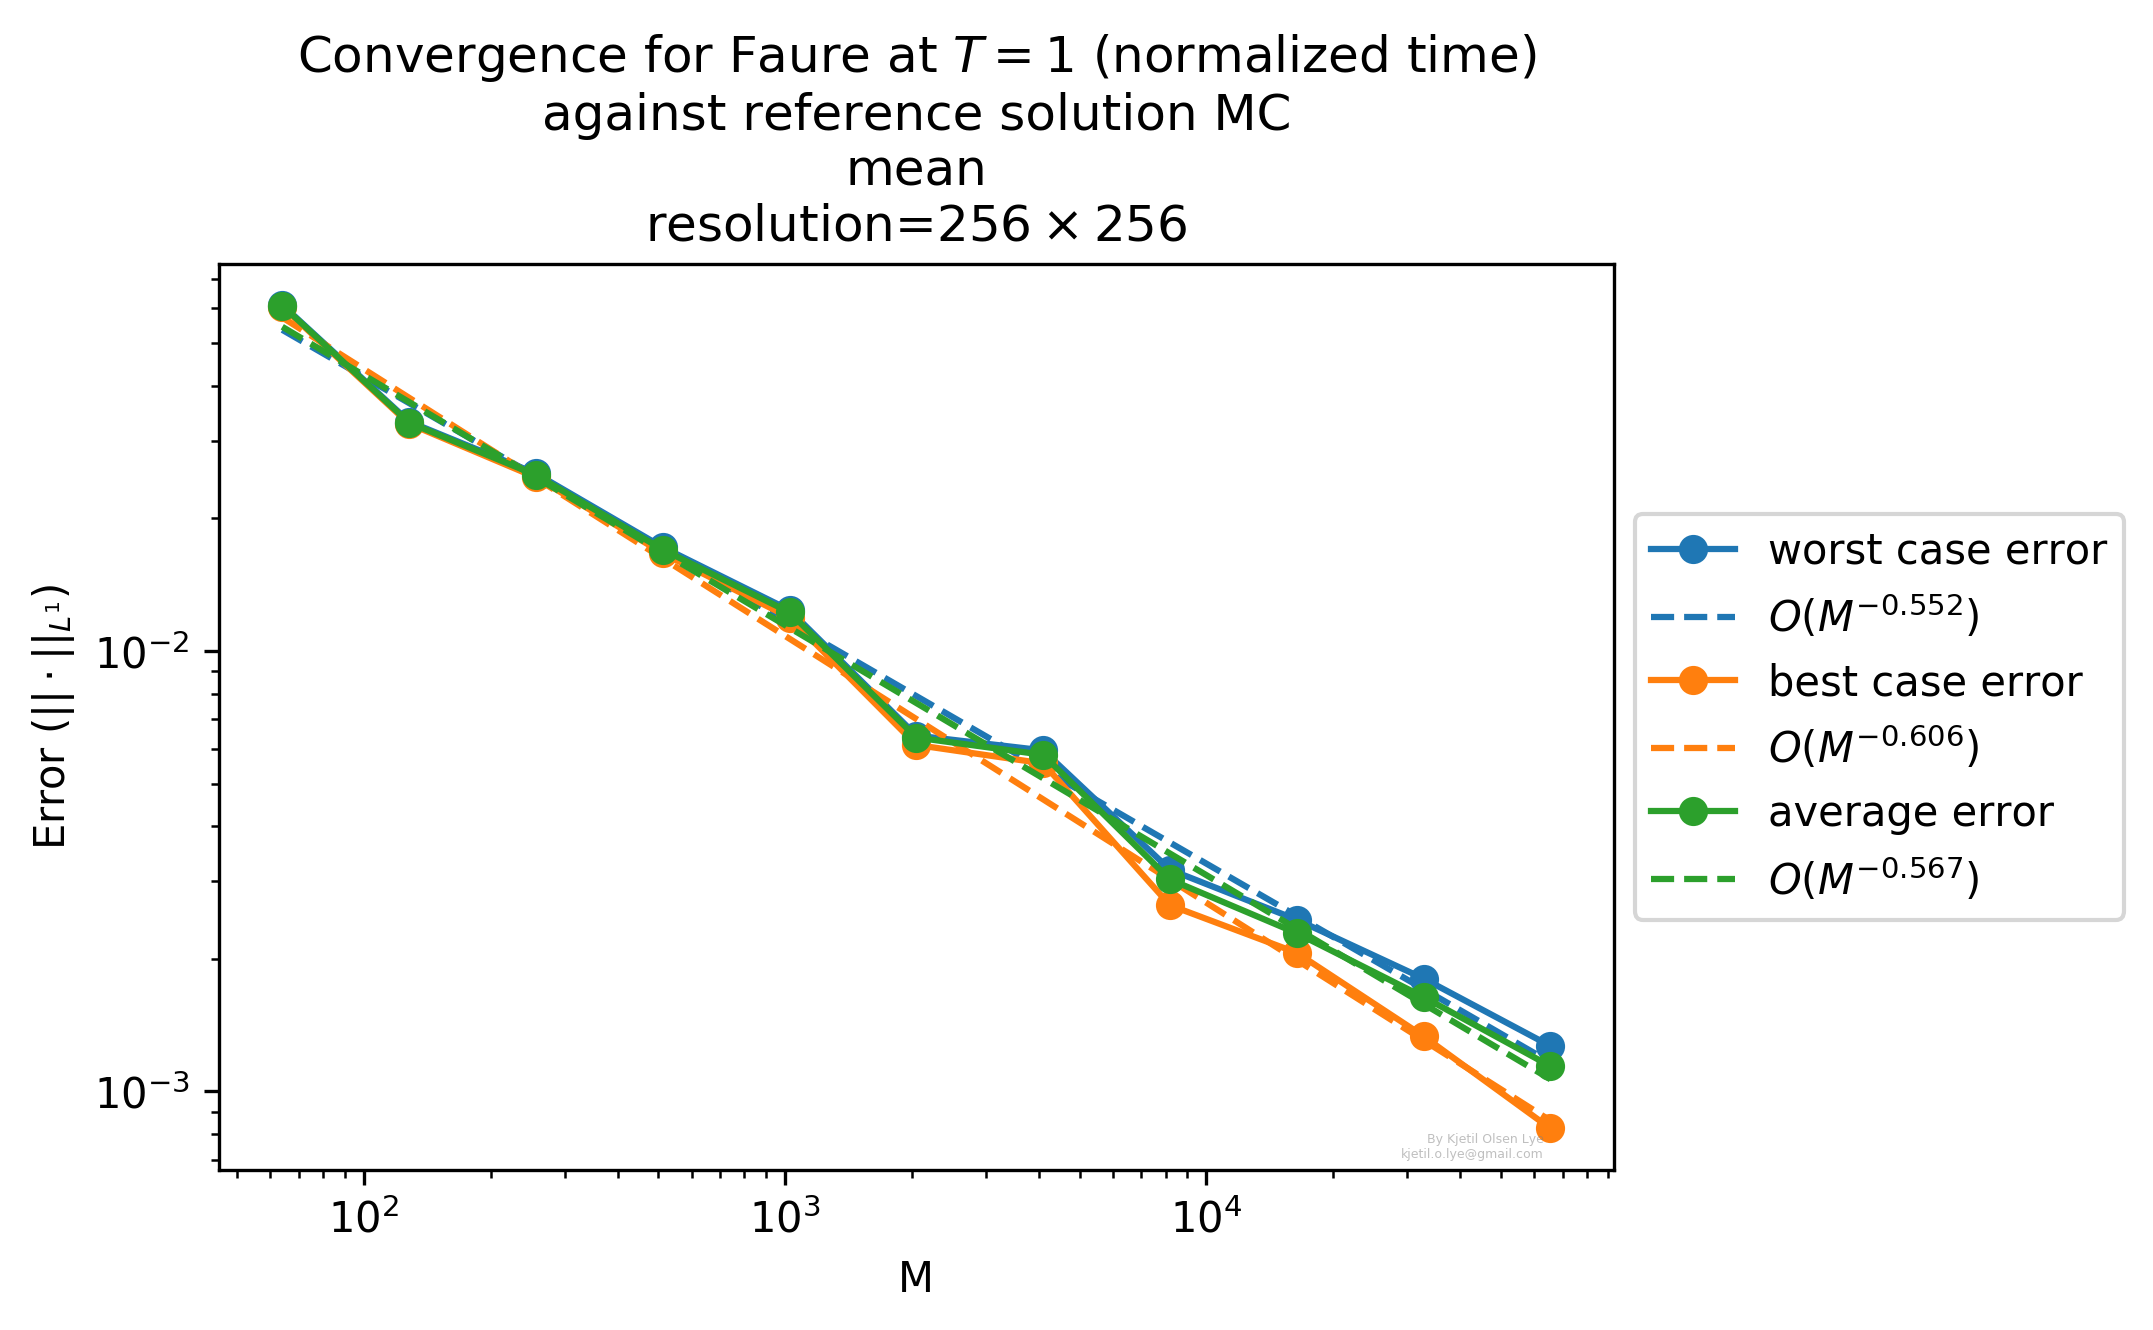 Convergence for Faure at T = 1 (normalized time)
against reference solution MC
mean
resolution=256 × 256
Error (|| · ||_{L^1})
10^{-2}
10^{-3}
10^2
10^3
10^4
M
worst case error
O(M^{-0.552})
best case error
O(M^{-0.606})
average error
O(M^{-0.567})
By Kjetil Olsen Lye
kjetil.o.lye@gmail.com